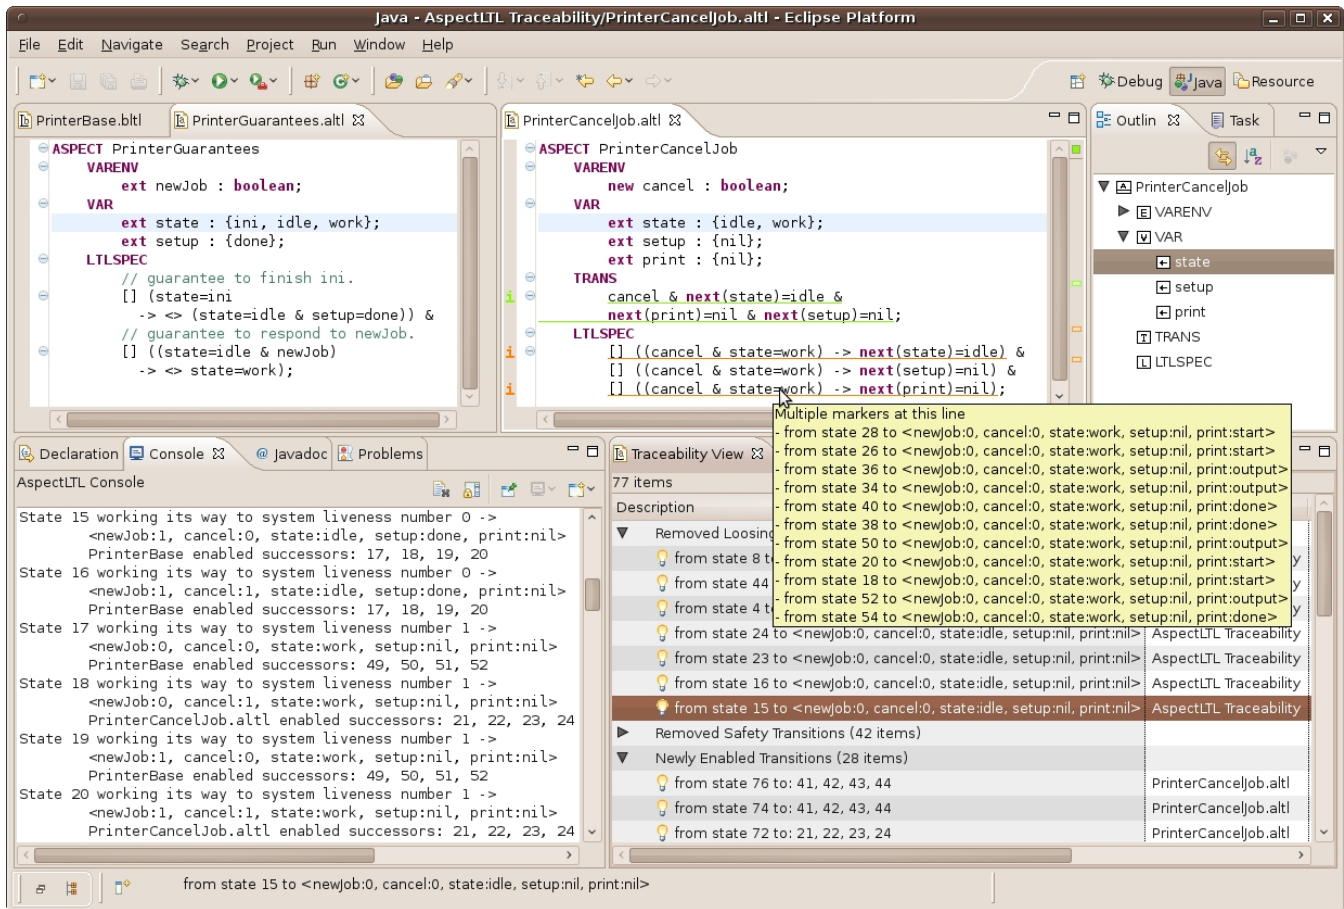 Java - AspectLTL Traceability/PrinterCancelJob.altl - Eclipse Platform
File Edit Navigate Search Project Run Window Help
Debug Java Resource
PrinterBase.bltl PrinterGuarantees.altl
ASPECT PrinterGuarantees
VARENV
ext newJob : boolean;
VAR
ext state : {ini, idle, work};
ext setup : {done};
LTLSPEC
// guarantee to finish ini.
[] (state=ini
-> <> (state=idle & setup=done)) &
// guarantee to respond to newJob.
[] ((state=idle & newJob)
-> <> state=work);
PrinterCancelJob.altl
ASPECT PrinterCancelJob
VARENV
new cancel : boolean;
VAR
ext state : {idle, work};
ext setup : {nil};
ext print : {nil};
TRANS
cancel & next(state)=idle &
next(print)=nil & next(setup)=nil;
LTLSPEC
[] ((cancel & state=work) -> next(state)=idle) &
[] ((cancel & state=work) -> next(setup)=nil) &
[] ((cancel & state=work) -> next(print)=nil);
Outlin Task
PrinterCancelJob
VARENV
VAR
state
setup
print
TRANS
LTLSPEC
Multiple markers at this line
- from state 28 to <newJob:0, cancel:0, state:work, setup:nil, print:start>
- from state 26 to <newJob:0, cancel:0, state:work, setup:nil, print:start>
- from state 36 to <newJob:0, cancel:0, state:work, setup:nil, print:output>
- from state 34 to <newJob:0, cancel:0, state:work, setup:nil, print:output>
- from state 40 to <newJob:0, cancel:0, state:work, setup:nil, print:done>
- from state 38 to <newJob:0, cancel:0, state:work, setup:nil, print:done>
- from state 50 to <newJob:0, cancel:0, state:work, setup:nil, print:output>
- from state 20 to <newJob:0, cancel:0, state:work, setup:nil, print:start>
- from state 18 to <newJob:0, cancel:0, state:work, setup:nil, print:start>
- from state 52 to <newJob:0, cancel:0, state:work, setup:nil, print:output>
- from state 54 to <newJob:0, cancel:0, state:work, setup:nil, print:done>
Declaration Console @ Javadoc Problems
AspectLTL Console
State 15 working its way to system liveness number 0 ->
<newJob:1, cancel:0, state:idle, setup:done, print:nil>
PrinterBase enabled successors: 17, 18, 19, 20
State 16 working its way to system liveness number 0 ->
<newJob:1, cancel:1, state:idle, setup:done, print:nil>
PrinterBase enabled successors: 17, 18, 19, 20
State 17 working its way to system liveness number 1 ->
<newJob:0, cancel:0, state:work, setup:nil, print:nil>
PrinterBase enabled successors: 49, 50, 51, 52
State 18 working its way to system liveness number 1 ->
<newJob:0, cancel:1, state:work, setup:nil, print:nil>
PrinterCancelJob.altl enabled successors: 21, 22, 23, 24
State 19 working its way to system liveness number 1 ->
<newJob:1, cancel:0, state:work, setup:nil, print:nil>
PrinterBase enabled successors: 49, 50, 51, 52
State 20 working its way to system liveness number 1 ->
<newJob:1, cancel:1, state:work, setup:nil, print:nil>
PrinterCancelJob.altl enabled successors: 21, 22, 23, 24
Traceability View
77 items
Description
Removed Loosing
from state 8 t
from state 44
from state 4 t
from state 24 to <newJob:0, cancel:0, state:idle, setup:nil, print:nil> AspectLTL Traceability
from state 23 to <newJob:0, cancel:0, state:idle, setup:nil, print:nil> AspectLTL Traceability
from state 16 to <newJob:0, cancel:0, state:idle, setup:nil, print:nil> AspectLTL Traceability
from state 15 to <newJob:0, cancel:0, state:idle, setup:nil, print:nil> AspectLTL Traceability
Removed Safety Transitions (42 items)
Newly Enabled Transitions (28 items)
from state 76 to: 41, 42, 43, 44 PrinterCancelJob.altl
from state 74 to: 41, 42, 43, 44 PrinterCancelJob.altl
from state 72 to: 21, 22, 23, 24 PrinterCancelJob.altl
from state 15 to <newJob:0, cancel:0, state:idle, setup:nil, print:nil>